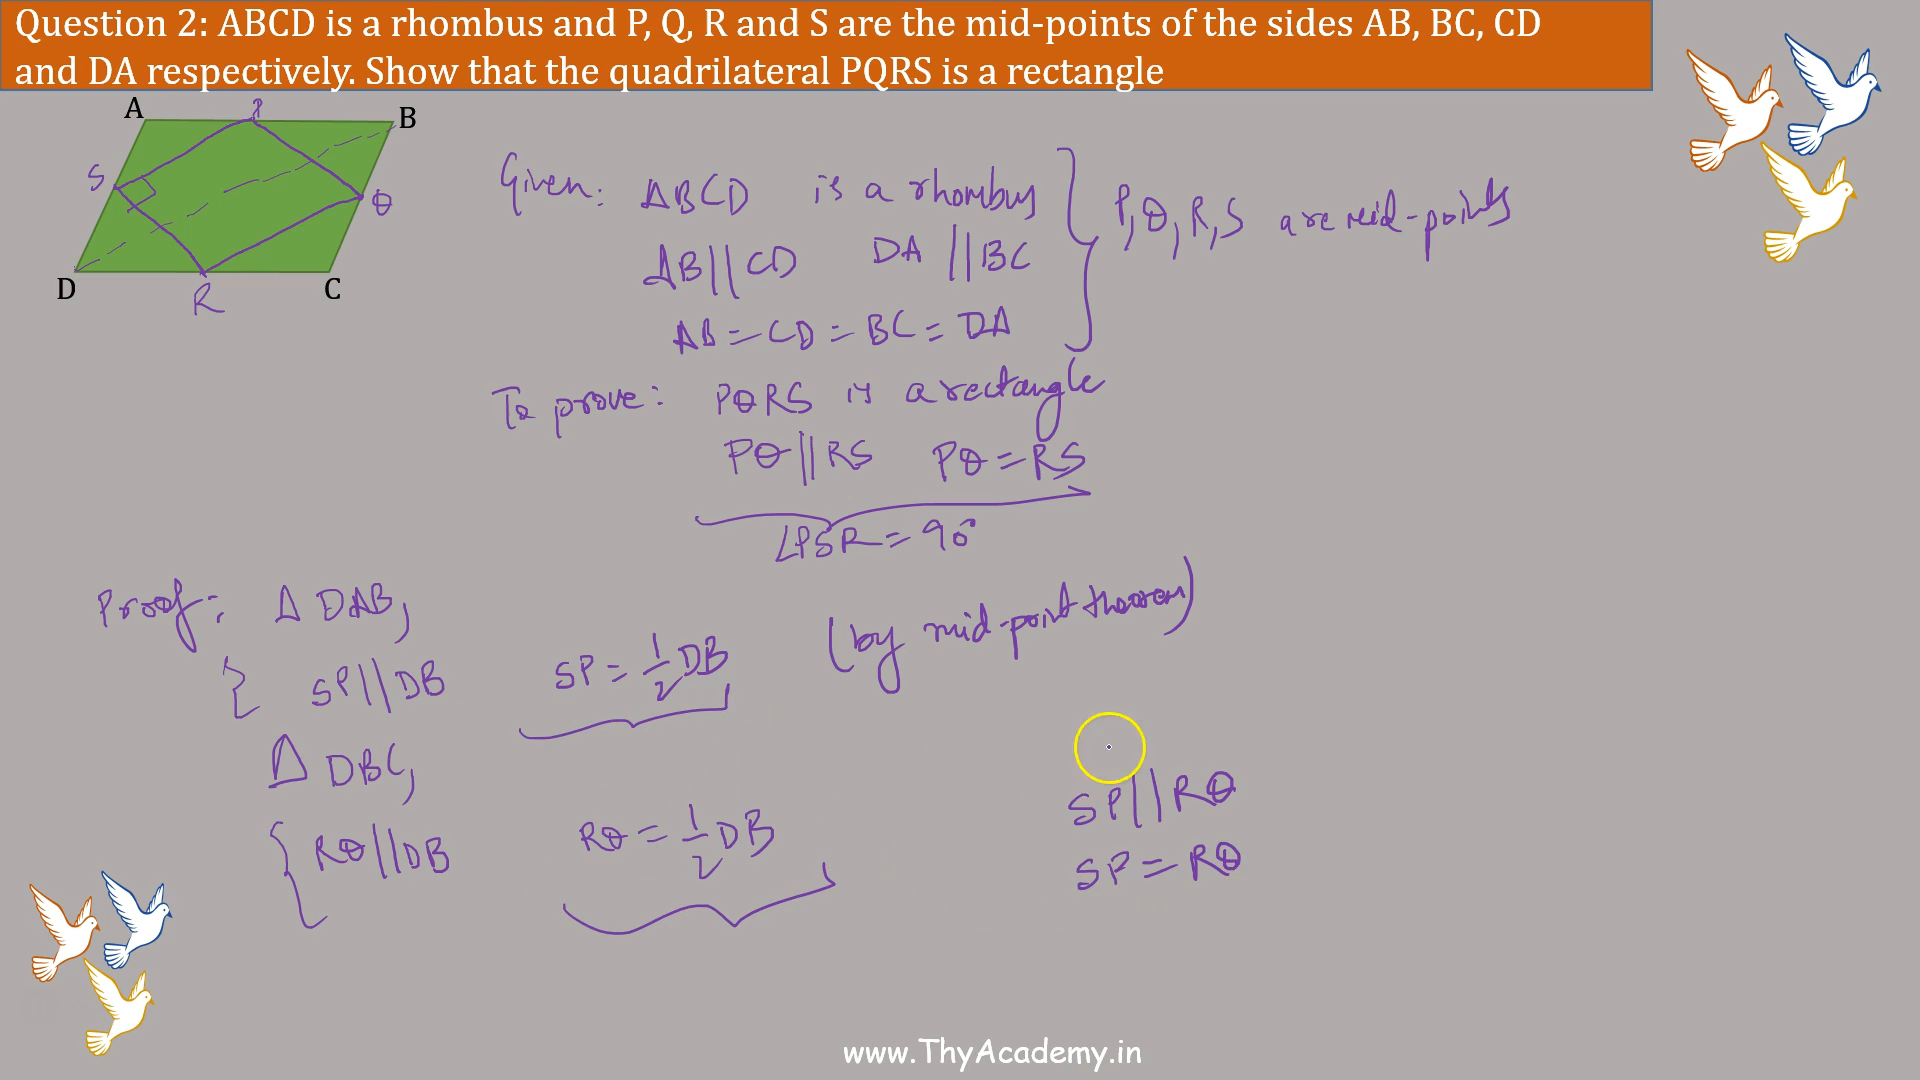 Question 2: ABCD is a rhombus and P, Q, R and S are the mid-points of the sides AB, BC, CD
and DA respectively. Show that the quadrilateral PQRS is a rectangle
A P B
S Q
D R C
Given: ABCD is a rhombus
AB||CD DA||BC
AB = CD = BC = DA
P, Q, R, S are mid-points
To prove: PQRS is a rectangle
PQ||RS PQ = RS
∠PSR = 90°
Proof: Δ DAB,
SP||DB SP = 1/2 DB (by mid-point theorem)
Δ DBC,
RQ||DB RQ = 1/2 DB
SP||RQ
SP = RQ
www.ThyAcademy.in